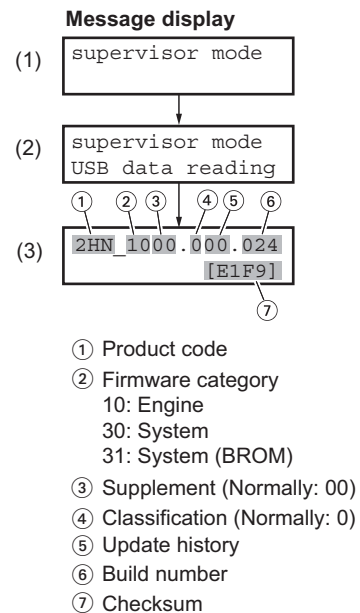 Message display
(1) supervisor mode
(2) supervisor mode
USB data reading
① ② ③ ④ ⑤ ⑥
(3) 2HN_1000.000.024
[E1F9]
⑦
① Product code
② Firmware category
10: Engine
30: System
31: System (BROM)
③ Supplement (Normally: 00)
④ Classification (Normally: 0)
⑤ Update history
⑥ Build number
⑦ Checksum